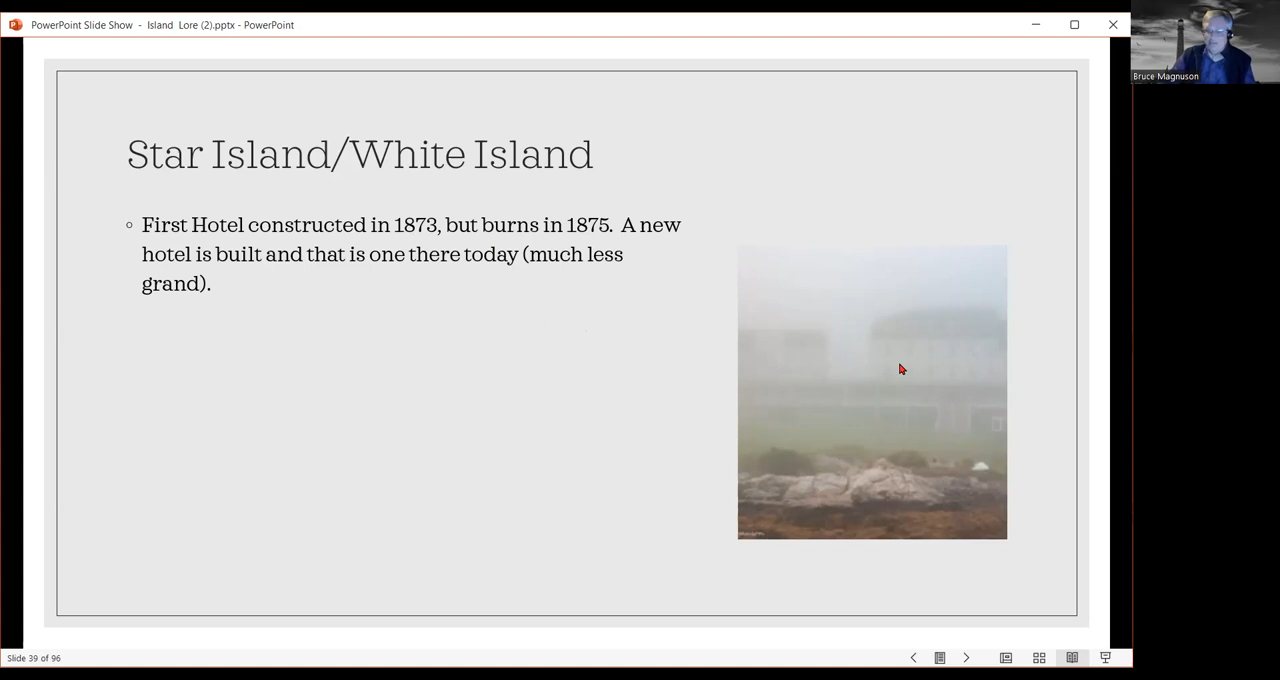 PowerPoint Slide Show - Island Lore (2).pptx - PowerPoint
Bruce Magnuson
Star Island/White Island
First Hotel constructed in 1873, but burns in 1875. A new
hotel is built and that is one there today (much less
grand).
Slide 39 of 96